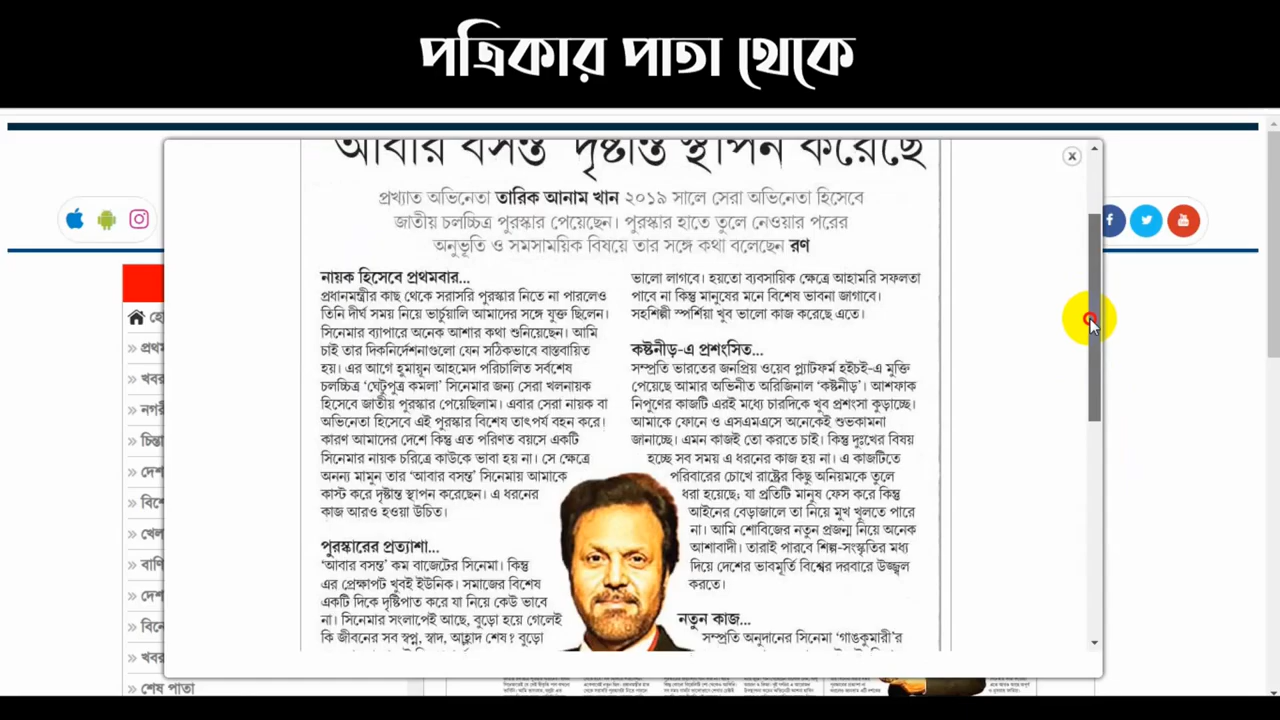 পত্রিকার পাতা থেকে
আবার বসন্ত দৃষ্টান্ত স্থাপন করেছে
প্রখ্যাত অভিনেতা তারিক আনাম খান ২০১৯ সালে সেরা অভিনেতা হিসেবে
জাতীয় চলচ্চিত্র পুরস্কার পেয়েছেন। পুরস্কার হাতে তুলে নেওয়ার পরের
অনুভূতি ও সমসাময়িক বিষয়ে তার সঙ্গে কথা বলেছেন রণ
নায়ক হিসেবে প্রথমবার...
প্রধানমন্ত্রীর কাছ থেকে সরাসরি পুরস্কার নিতে না পারলেও
তিনি দীর্ঘ সময় নিয়ে ভার্চুয়ালি আমাদের সঙ্গে যুক্ত ছিলেন।
সিনেমার ব্যাপারে অনেক আশার কথা শুনিয়েছেন। আমি
চাই তার দিকনির্দেশনাগুলো যেন সঠিকভাবে বাস্তবায়িত
হয়। এর আগে হুমায়ূন আহমেদ পরিচালিত সর্বশেষ
চলচ্চিত্র ‘ঘেটুপুত্র কমলা’ সিনেমার জন্য সেরা খলনায়ক
হিসেবে জাতীয় পুরস্কার পেয়েছিলাম। এবার সেরা নায়ক বা
অভিনেতা হিসেবে এই পুরস্কার বিশেষ তাৎপর্য বহন করে।
কারণ আমাদের দেশে কিন্তু এত পরিণত বয়সে একটি
সিনেমার নায়ক চরিত্রে কাউকে ভাবা হয় না। সে ক্ষেত্রে
অনন্য মামুন তার ‘আবার বসন্ত’ সিনেমায় আমাকে
কাস্ট করে দৃষ্টান্ত স্থাপন করেছেন। এ ধরনের
কাজ আরও হওয়া উচিত।
পুরস্কারের প্রত্যাশা...
‘আবার বসন্ত’ কম বাজেটের সিনেমা। কিন্তু
এর প্রেক্ষাপট খুবই ইউনিক। সমাজের বিশেষ
একটি দিকে দৃষ্টিপাত করে যা নিয়ে কেউ ভাবে
না। সিনেমার সংলাপেই আছে, বুড়ো হয়ে গেলেই
কি জীবনের সব স্বপ্ন, স্বাদ, আহ্লাদ শেষ? বুড়ো
ভালো লাগবে। হয়তো ব্যবসায়িক ক্ষেত্রে আহামরি সফলতা
পাবে না কিন্তু মানুষের মনে বিশেষ ভাবনা জাগাবে।
সহশিল্পী স্পর্শিয়া খুব ভালো কাজ করেছে এতে।
কষ্টনীড়-এ প্রশংসিত...
সম্প্রতি ভারতের জনপ্রিয় ওয়েব প্ল্যাটফর্ম হইচই-এ মুক্তি
পেয়েছে আমার অভিনীত অরিজিনাল ‘কষ্টনীড়’। আশফাক
নিপুণের কাজটি এরই মধ্যে চারদিকে খুব প্রশংসা কুড়াচ্ছে।
আমাকে ফোনে ও এসএমএসে অনেকেই শুভকামনা
জানাচ্ছে। এমন কাজই তো করতে চাই। কিন্তু দুঃখের বিষয়
হচ্ছে সব সময় এ ধরনের কাজ হয় না। এ কাজটিতে
পরিবারের চোখে রাষ্ট্রের কিছু অনিয়মকে তুলে
ধরা হয়েছে; যা প্রতিটি মানুষ ফেস করে কিন্তু
আইনের বেড়াজালে তা নিয়ে মুখ খুলতে পারে
না। আমি শোবিজের নতুন প্রজন্ম নিয়ে অনেক
আশাবাদী। তারাই পারবে শিল্প-সংস্কৃতির মধ্য
দিয়ে দেশের ভাবমূর্তি বিশ্বের দরবারে উজ্জ্বল
করতে।
নতুন কাজ...
সম্প্রতি অনুদানের সিনেমা ‘গাঙকুমারী’র
শেষ পাতা